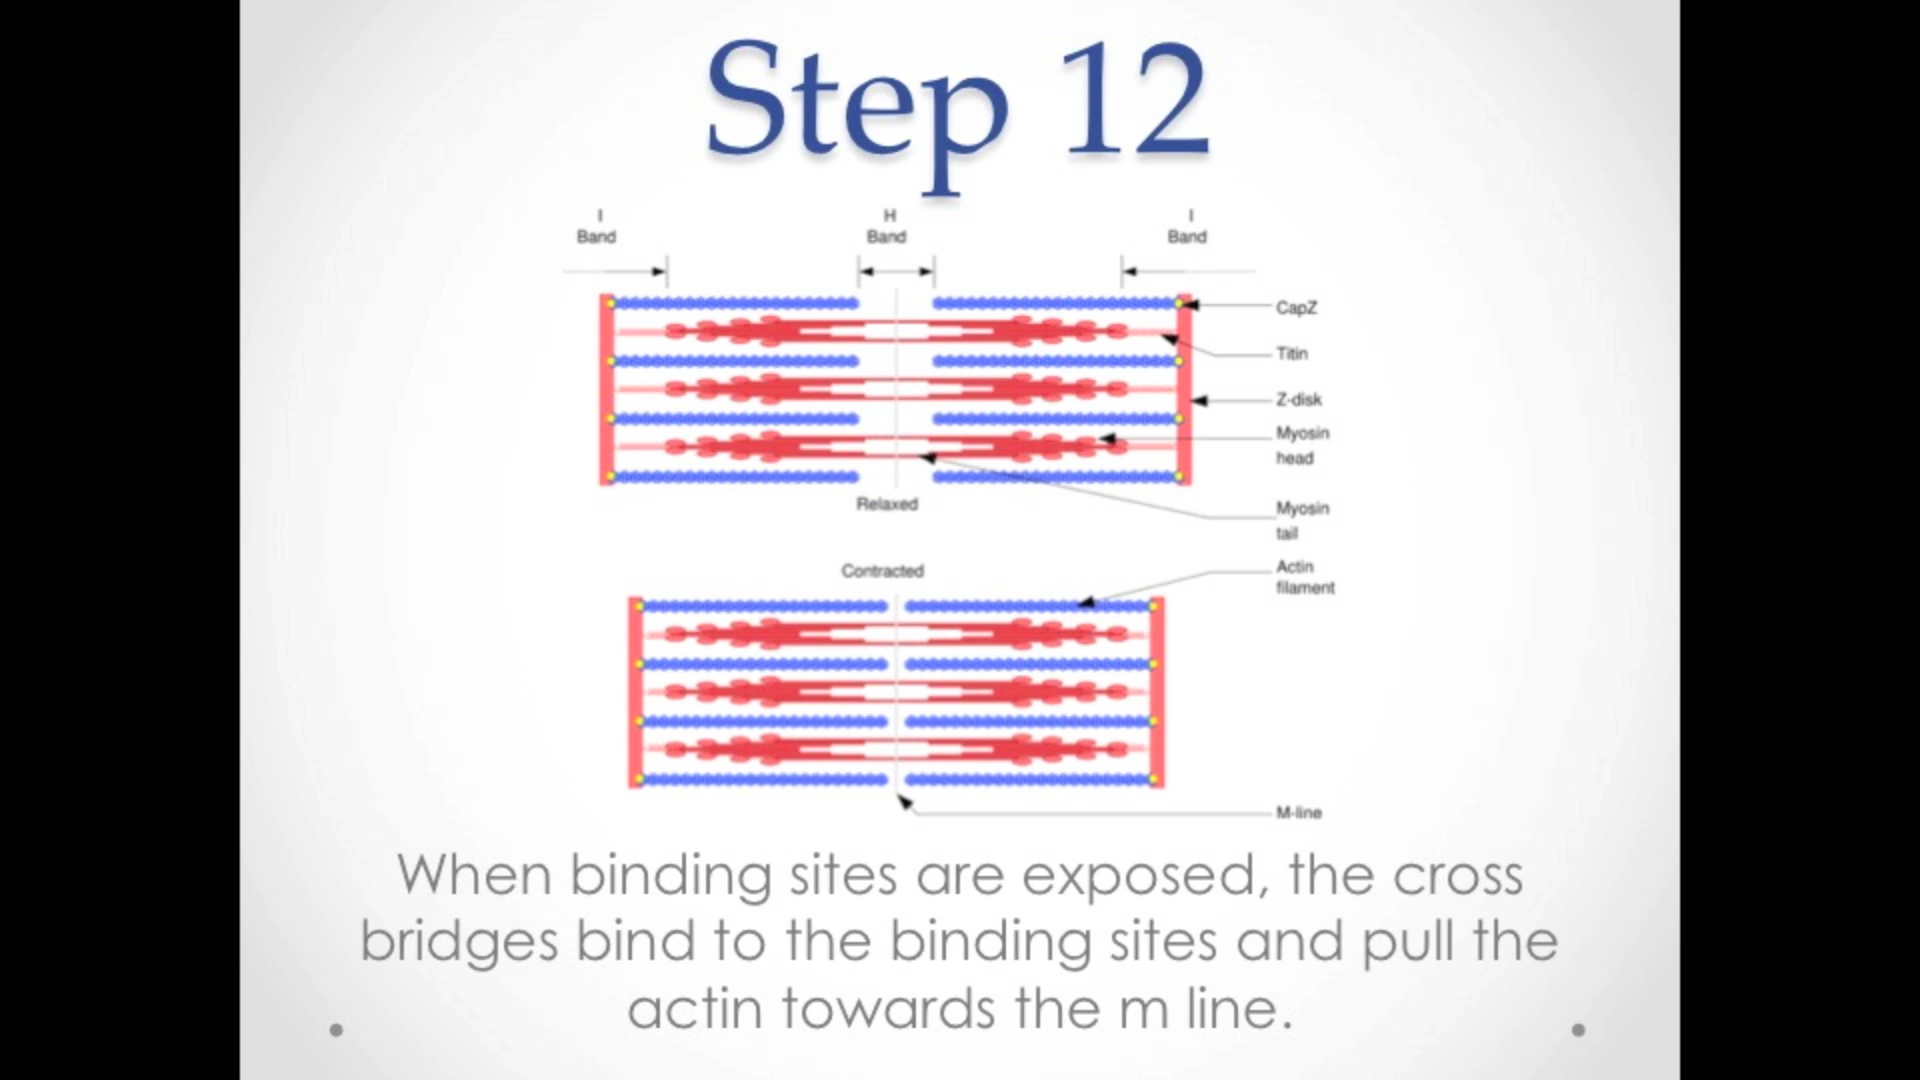 Step 12
I
Band
H
Band
I
Band
CapZ
Titin
Z-disk
Myosin
head
Relaxed
Myosin
tail
Contracted
Actin
filament
M-line
When binding sites are exposed, the cross
bridges bind to the binding sites and pull the
actin towards the m line.